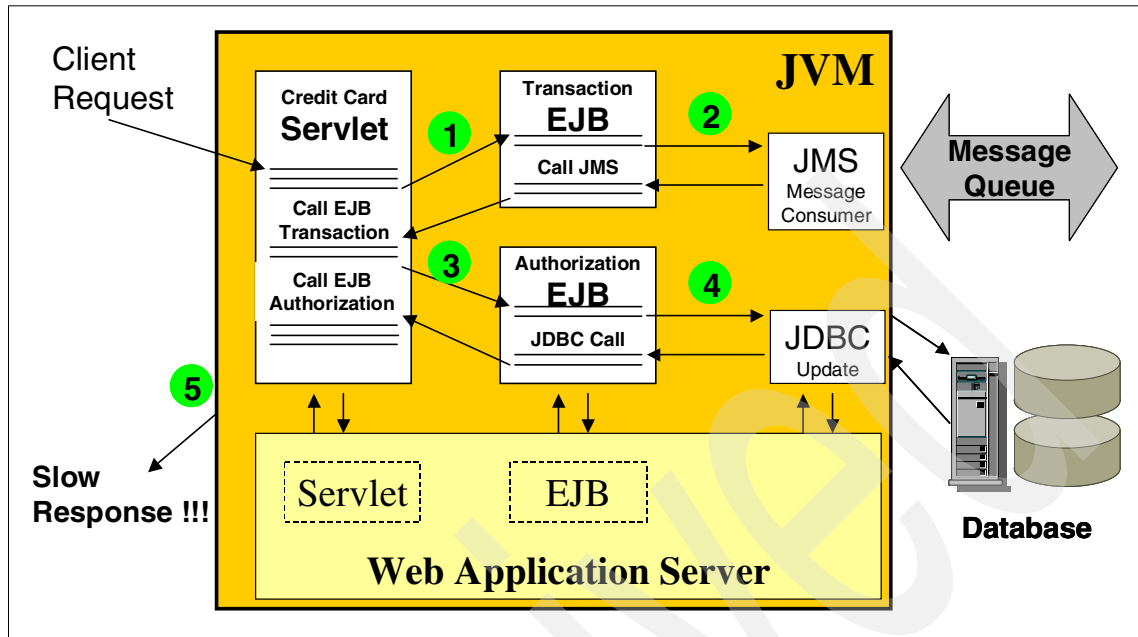 Client
Request
JVM
Credit Card
Servlet
Call EJB
Transaction
Call EJB
Authorization
1
Transaction
EJB
Call JMS
2
JMS
Message
Consumer
Message
Queue
3
Authorization
EJB
JDBC Call
4
JDBC
Update
5
Slow
Response !!!
Servlet
EJB
Web Application Server
Database